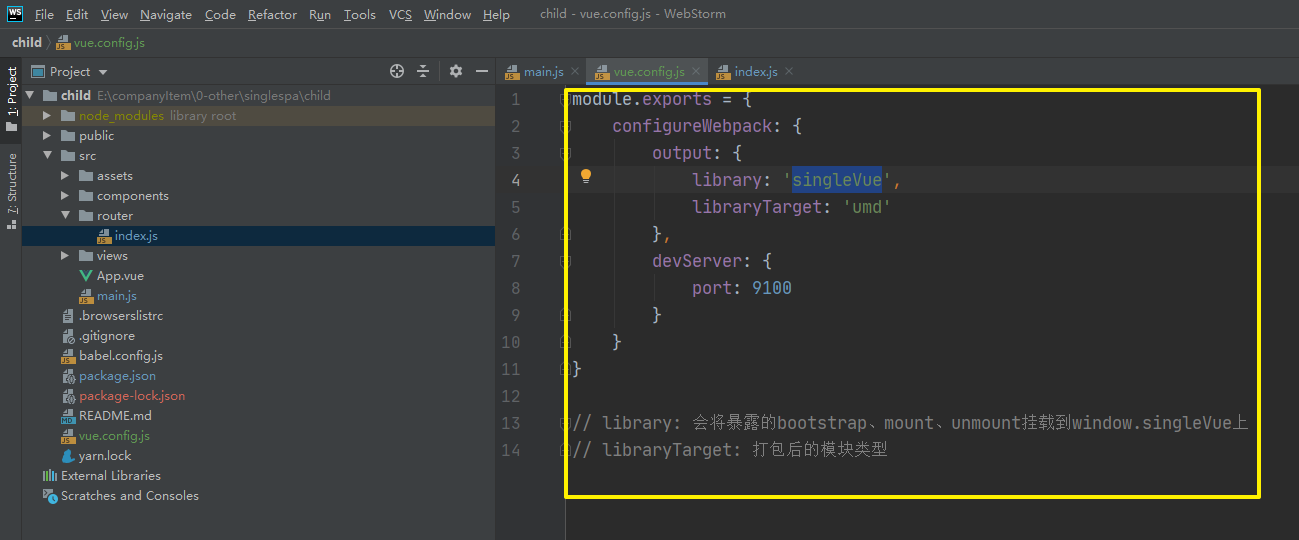 WS File Edit View Navigate Code Refactor Run Tools VCS Window Help child - vue.config.js - WebStorm
child vue.config.js
1: Project
7: Structure
Project
child E:\companyItem\0-other\singlespa\child
node_modules library root
public
src
assets
components
router
index.js
views
App.vue
main.js
.browserslistrc
.gitignore
babel.config.js
package.json
package-lock.json
README.md
vue.config.js
yarn.lock
External Libraries
Scratches and Consoles
main.js vue.config.js index.js
1 module.exports = {
2 configureWebpack: {
3 output: {
4 library: 'singleVue',
5 libraryTarget: 'umd'
6 },
7 devServer: {
8 port: 9100
9 }
10 }
11 }
12
13 // library: 会将暴露的bootstrap、mount、unmount挂载到window.singleVue上
14 // libraryTarget: 打包后的模块类型